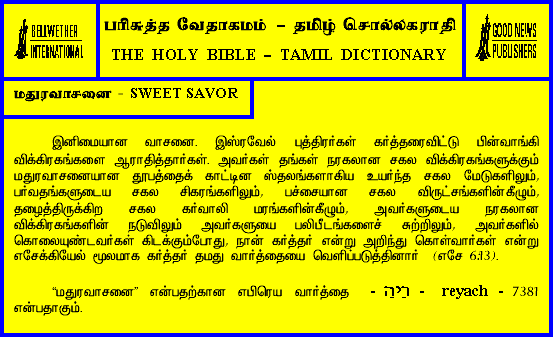 BELLWETHER
INTERNATIONAL
பரிசுத்த வேதாகமம் – தமிழ் சொல்லகராதி
THE HOLY BIBLE – TAMIL DICTIONARY
GOOD NEWS
PUBLISHERS
மதுரவாசனை - SWEET SAVOR
இனிமையான வாசனை. இஸ்ரவேல் புத்திரர்கள் கர்த்தரைவிட்டு பின்வாங்கி
விக்கிரகங்களை ஆராதித்தார்கள். அவர்கள் தங்கள் நரகலான சகல விக்கிரகங்களுக்கும்
மதுரவாசனையான தூபத்தைக் காட்டின ஸ்தலங்களாகிய உயர்ந்த சகல மேடுகளிலும்,
பர்வதங்களுடைய சகல சிகரங்களிலும், பச்சையான சகல விருட்சங்களின்கீழும்,
தழைத்திருக்கிற சகல கர்வாலி மரங்களின்கீழும், அவர்களுடைய நரகலான
விக்கிரகங்களின் நடுவிலும் அவர்களுயை பலிபீடங்களைச் சுற்றிலும், அவர்களில்
கொலையுண்டவர்கள் கிடக்கும்போது, நான் கர்த்தர் என்று அறிந்து கொள்வார்கள் என்று
எசேக்கியேல் மூலமாக கர்த்தர் தமது வார்த்தையை வெளிப்படுத்தினார் (எசே 6:13).
“மதுரவாசனை” என்பதற்கான எபிரெய வார்த்தை - רֵיחַ - reyach - 7381
என்பதாகும்.